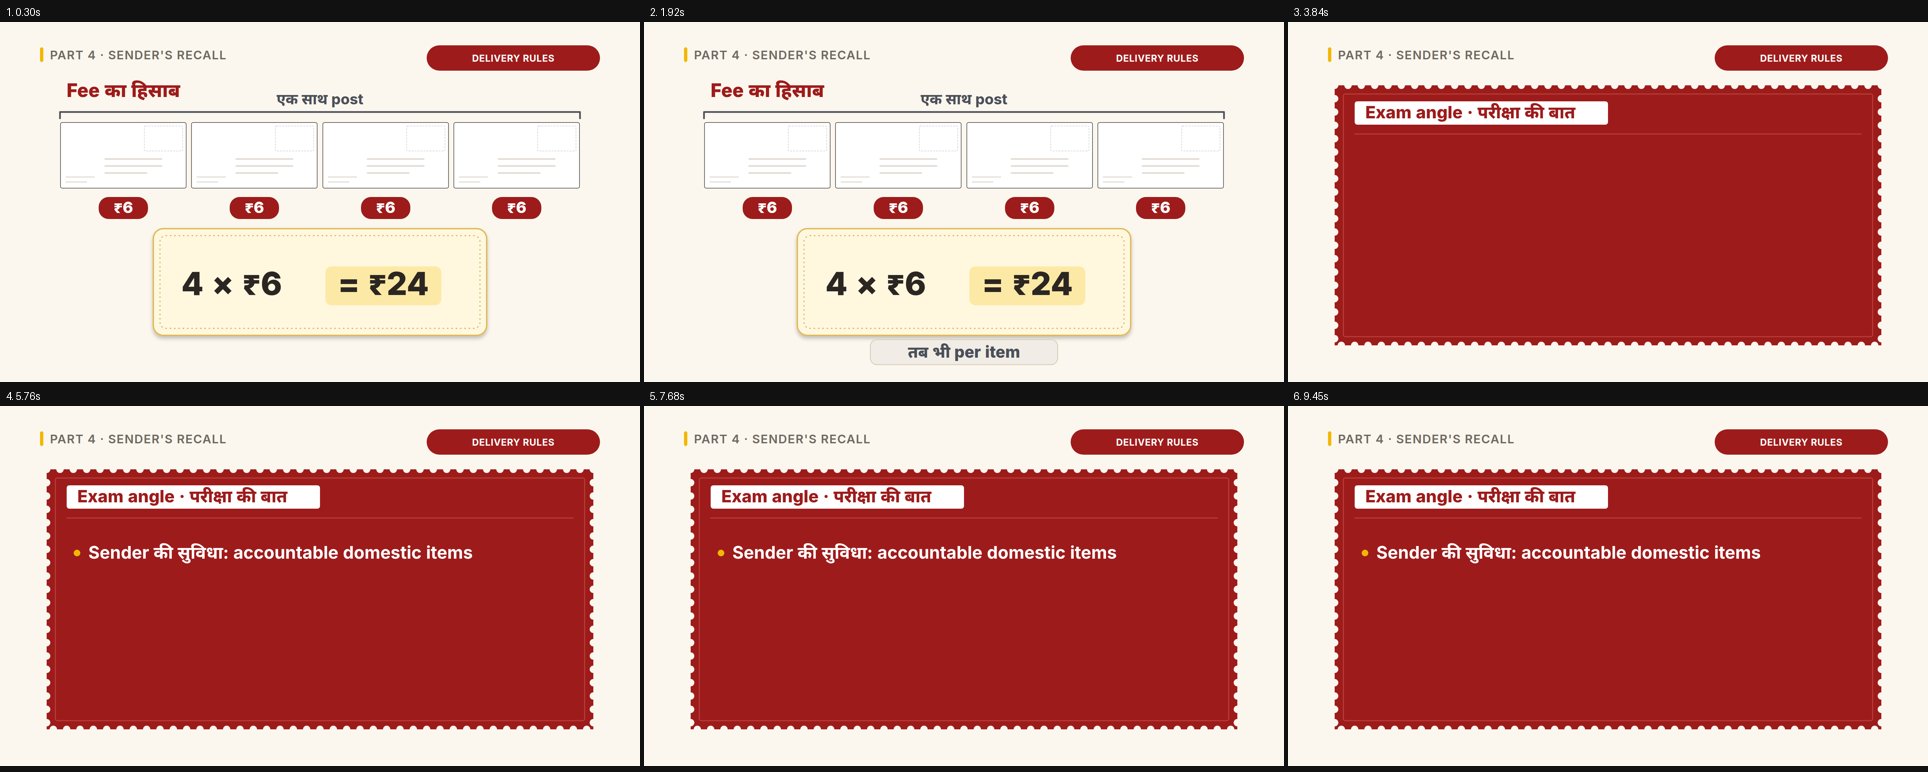 1. 0.30s
PART 4 · SENDER'S RECALL
DELIVERY RULES
Fee का हिसाब
एक साथ post
₹6 ₹6 ₹6 ₹6
4 × ₹6 = ₹24
2. 1.92s
PART 4 · SENDER'S RECALL
DELIVERY RULES
Fee का हिसाब
एक साथ post
₹6 ₹6 ₹6 ₹6
4 × ₹6 = ₹24
तब भी per item
3. 3.84s
PART 4 · SENDER'S RECALL
DELIVERY RULES
Exam angle · परीक्षा की बात
4. 5.76s
PART 4 · SENDER'S RECALL
DELIVERY RULES
Exam angle · परीक्षा की बात
• Sender की सुविधा: accountable domestic items
5. 7.68s
PART 4 · SENDER'S RECALL
DELIVERY RULES
Exam angle · परीक्षा की बात
• Sender की सुविधा: accountable domestic items
6. 9.45s
PART 4 · SENDER'S RECALL
DELIVERY RULES
Exam angle · परीक्षा की बात
• Sender की सुविधा: accountable domestic items